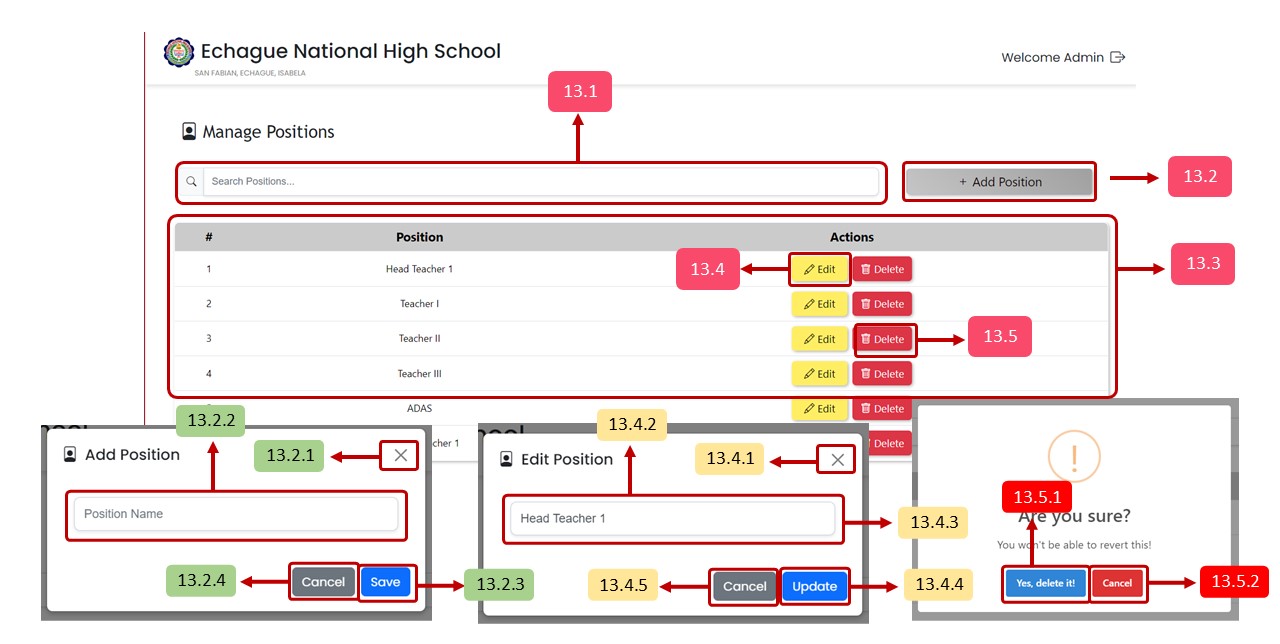 Echague National High School
SAN FABIAN, ECHAGUE, ISABELA
Welcome Admin
13.1
Manage Positions
Search Positions...
+ Add Position
13.2
# Position Actions
13.3
1 Head Teacher 1 Edit Delete
13.4
2 Teacher I Edit Delete
3 Teacher II Edit Delete
13.5
4 Teacher III Edit Delete
ADAS Edit Delete
cher 1 Delete
13.2.2
Add Position
13.2.1
Position Name
13.2.4
Cancel Save
13.2.3
13.4.2
Edit Position
13.4.1
Head Teacher 1
13.4.3
13.4.5
Cancel Update
13.4.4
!
13.5.1
Are you sure?
You won't be able to revert this!
Yes, delete it! Cancel
13.5.2